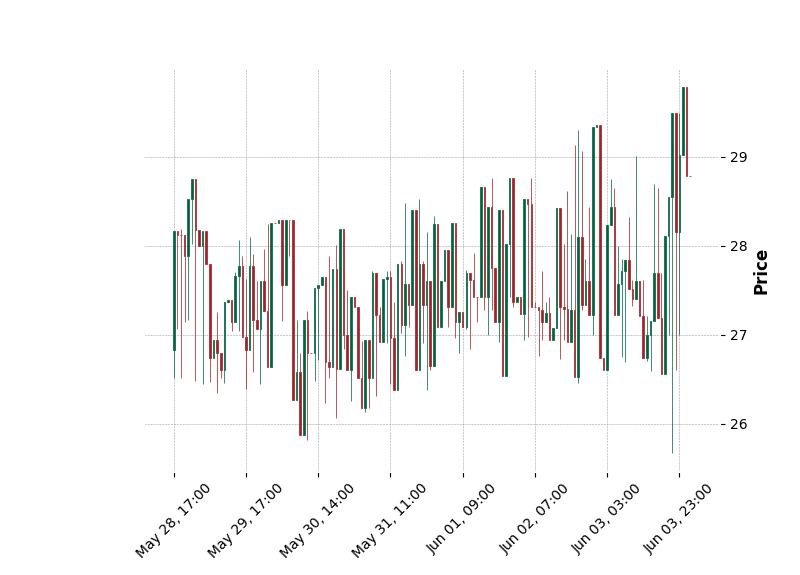 29
28
27
26
Price
May 28, 17:00
May 29, 17:00
May 30, 14:00
May 31, 11:00
Jun 01, 09:00
Jun 02, 07:00
Jun 03, 03:00
Jun 03, 23:00